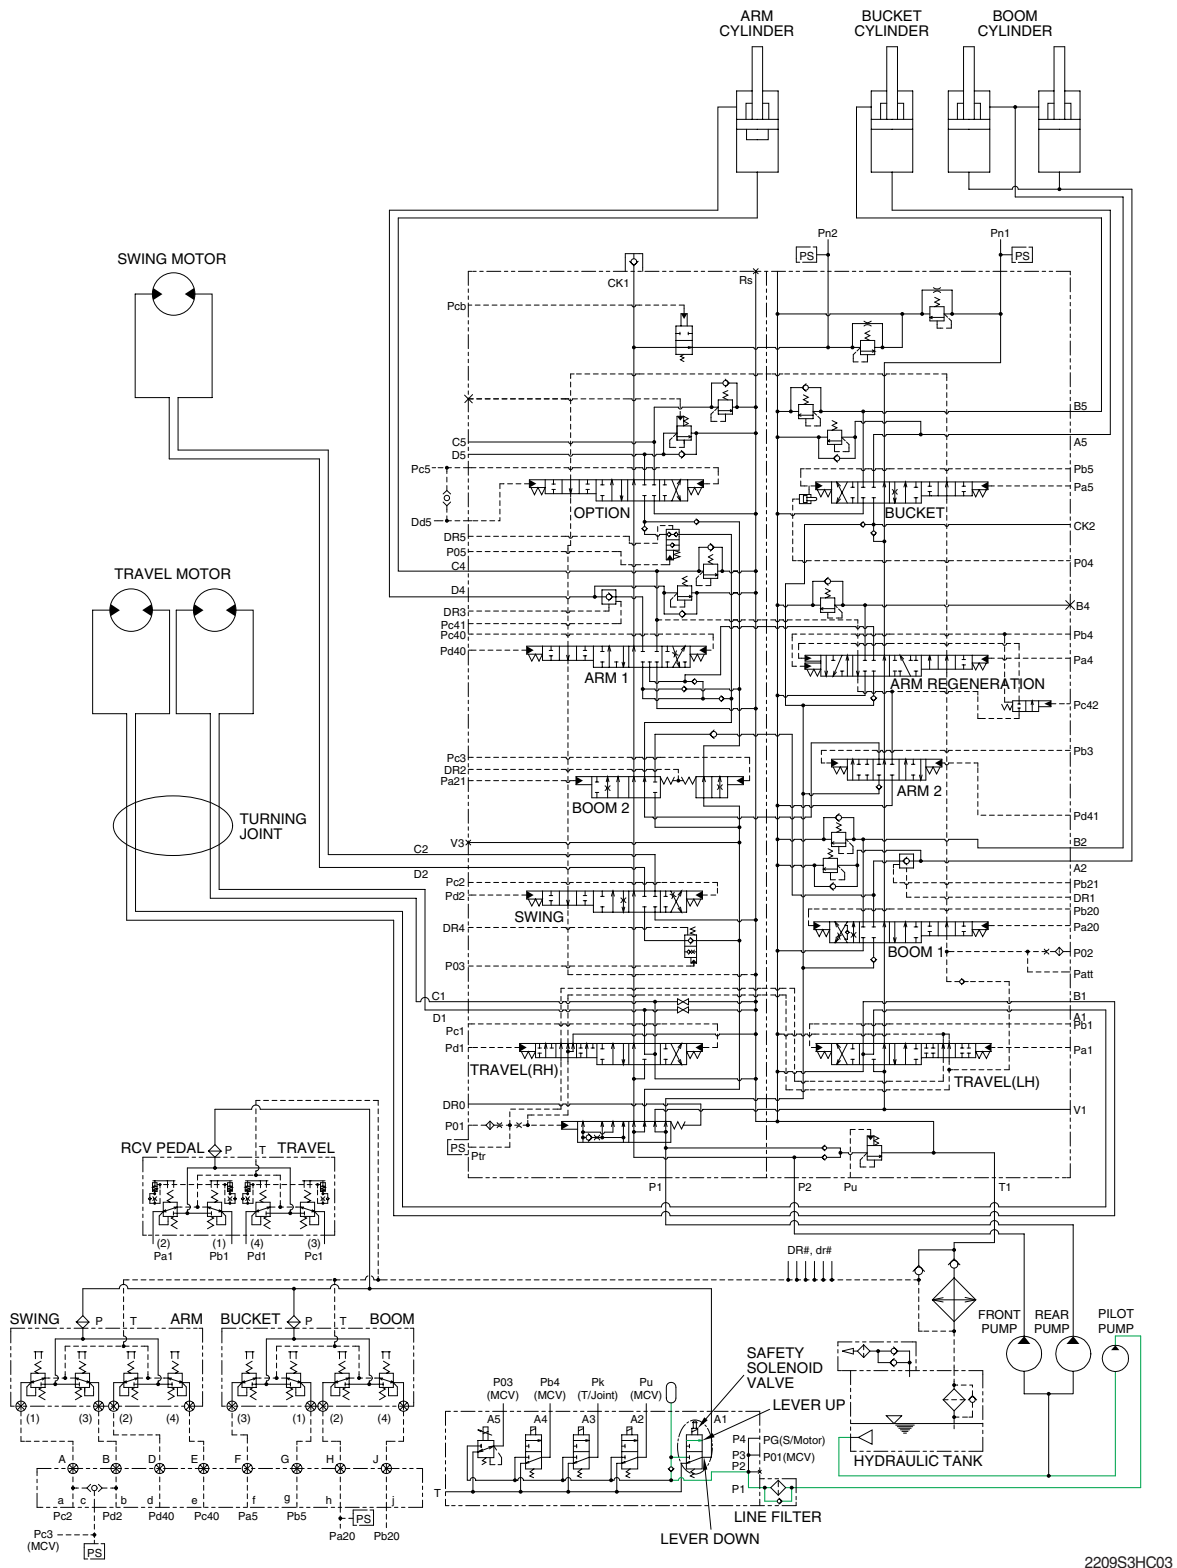 ARM
CYLINDER
BUCKET
CYLINDER
BOOM
CYLINDER
SWING MOTOR
Pn2
Pn1
PS
PS
CK1
Rs
Pcb
C5
D5
Pc5
Dd5
OPTION
B5
A5
Pb5
Pa5
BUCKET
CK2
P04
DR5
P05
C4
D4
DR3
Pc41
Pc40
Pd40
ARM 1
B4
Pb4
Pa4
ARM REGENERATION
Pc42
TRAVEL MOTOR
TURNING
JOINT
Pc3
DR2
Pa21
BOOM 2
Pb3
ARM 2
Pd41
V3
C2
D2
B2
A2
Pb21
DR1
Pb20
Pa20
Pc2
Pd2
SWING
DR4
P03
BOOM 1
P02
Patt
C1
D1
B1
A1
Pc1
Pd1
TRAVEL(RH)
Pb1
Pa1
TRAVEL(LH)
DR0
P01
PS
Ptr
V1
P1
P2
Pu
T1
RCV PEDAL
P
T
TRAVEL
(2)
(1)
(4)
(3)
Pa1
Pb1
Pd1
Pc1
DR#, dr#
SWING
P
T
ARM
BUCKET
P
T
BOOM
(1)
(3)
(2)
(4)
(3)
(1)
(2)
(4)
A
B
D
E
F
G
H
J
a
c
b
d
e
f
g
h
j
Pc2
Pd2
Pd40
Pc40
Pa5
Pb5
PS
Pa20
Pb20
Pc3
(MCV)
PS
FRONT
PUMP
REAR
PUMP
PILOT
PUMP
SAFETY
SOLENOID
VALVE
LEVER UP
P03
(MCV)
Pb4
(MCV)
Pk
(T/Joint)
Pu
(MCV)
A5
A4
A3
A2
A1
P4
PG(S/Motor)
P3
P01(MCV)
P2
P1
T
LINE FILTER
LEVER DOWN
HYDRAULIC TANK
2209S3HC03